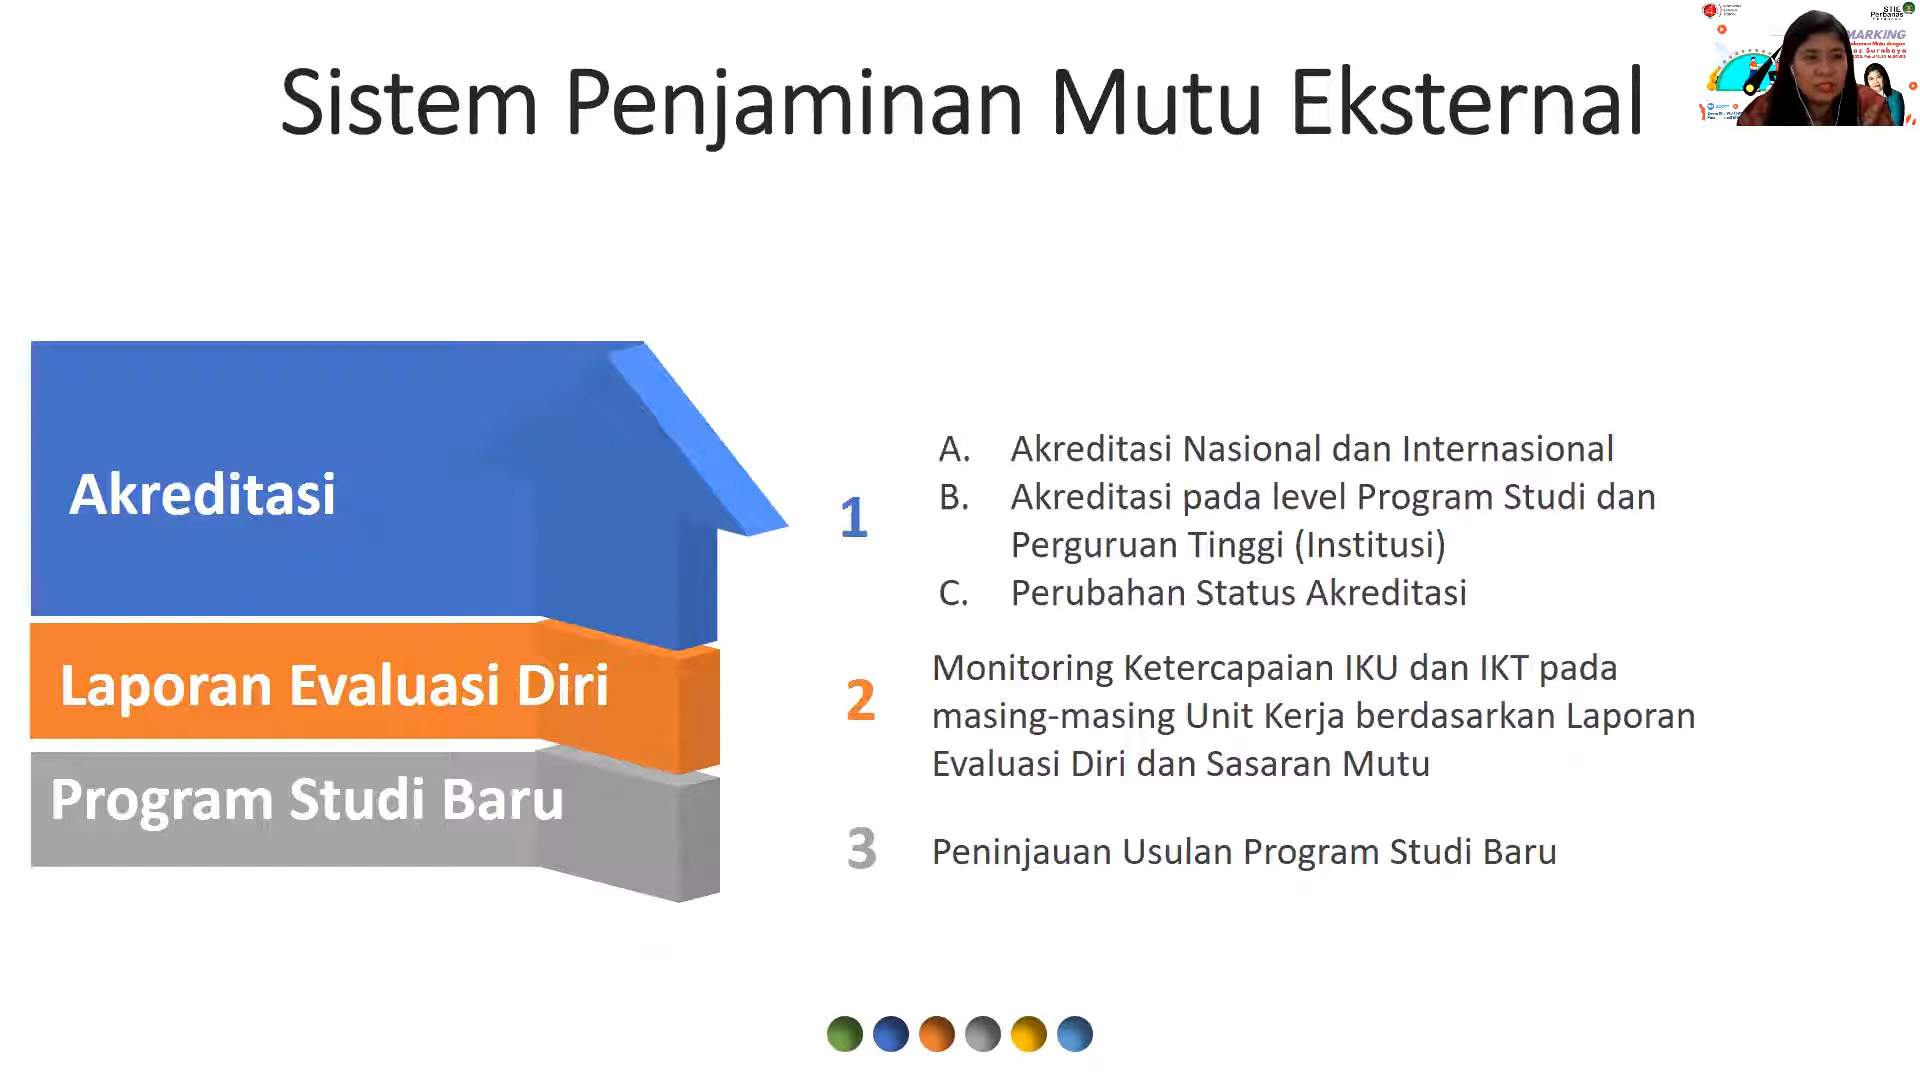 Sistem Penjaminan Mutu Eksternal
STIE
Perbanas
MARKING
Akreditasi
1
A. Akreditasi Nasional dan Internasional
B. Akreditasi pada level Program Studi dan
Perguruan Tinggi (Institusi)
C. Perubahan Status Akreditasi
Laporan Evaluasi Diri
2
Monitoring Ketercapaian IKU dan IKT pada
masing-masing Unit Kerja berdasarkan Laporan
Evaluasi Diri dan Sasaran Mutu
Program Studi Baru
3
Peninjauan Usulan Program Studi Baru